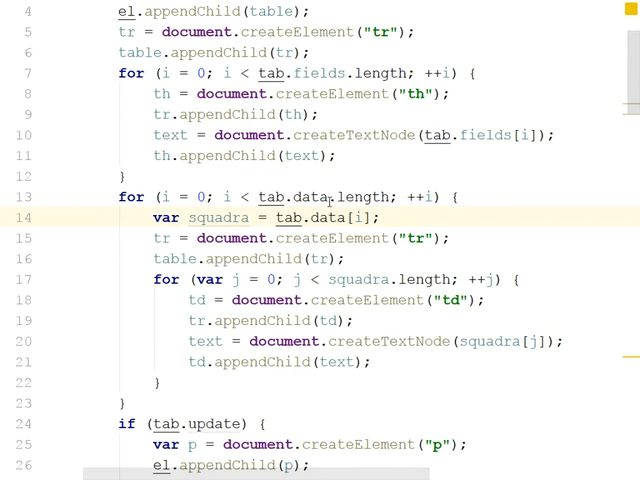 4 el.appendChild(table);
5 tr = document.createElement("tr");
6 table.appendChild(tr);
7 for (i = 0; i < tab.fields.length; ++i) {
8 th = document.createElement("th");
9 tr.appendChild(th);
10 text = document.createTextNode(tab.fields[i]);
11 th.appendChild(text);
12 }
13 for (i = 0; i < tab.data.length; ++i) {
14 var squadra = tab.data[i];
15 tr = document.createElement("tr");
16 table.appendChild(tr);
17 for (var j = 0; j < squadra.length; ++j) {
18 td = document.createElement("td");
19 tr.appendChild(td);
20 text = document.createTextNode(squadra[j]);
21 td.appendChild(text);
22 }
23 }
24 if (tab.update) {
25 var p = document.createElement("p");
26 el.appendChild(p);